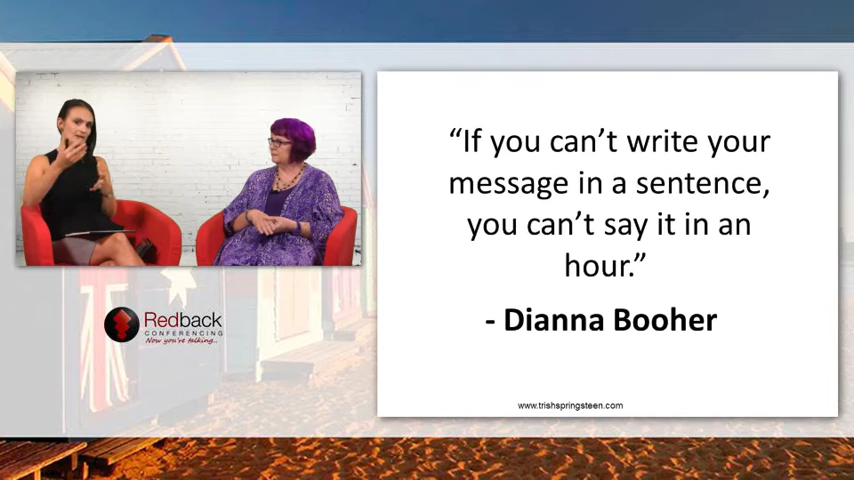 Redback
CONFERENCING
Now you're talking..
“If you can’t write your
message in a sentence,
you can’t say it in an
hour.”
- Dianna Booher
www.trishspringsteen.com